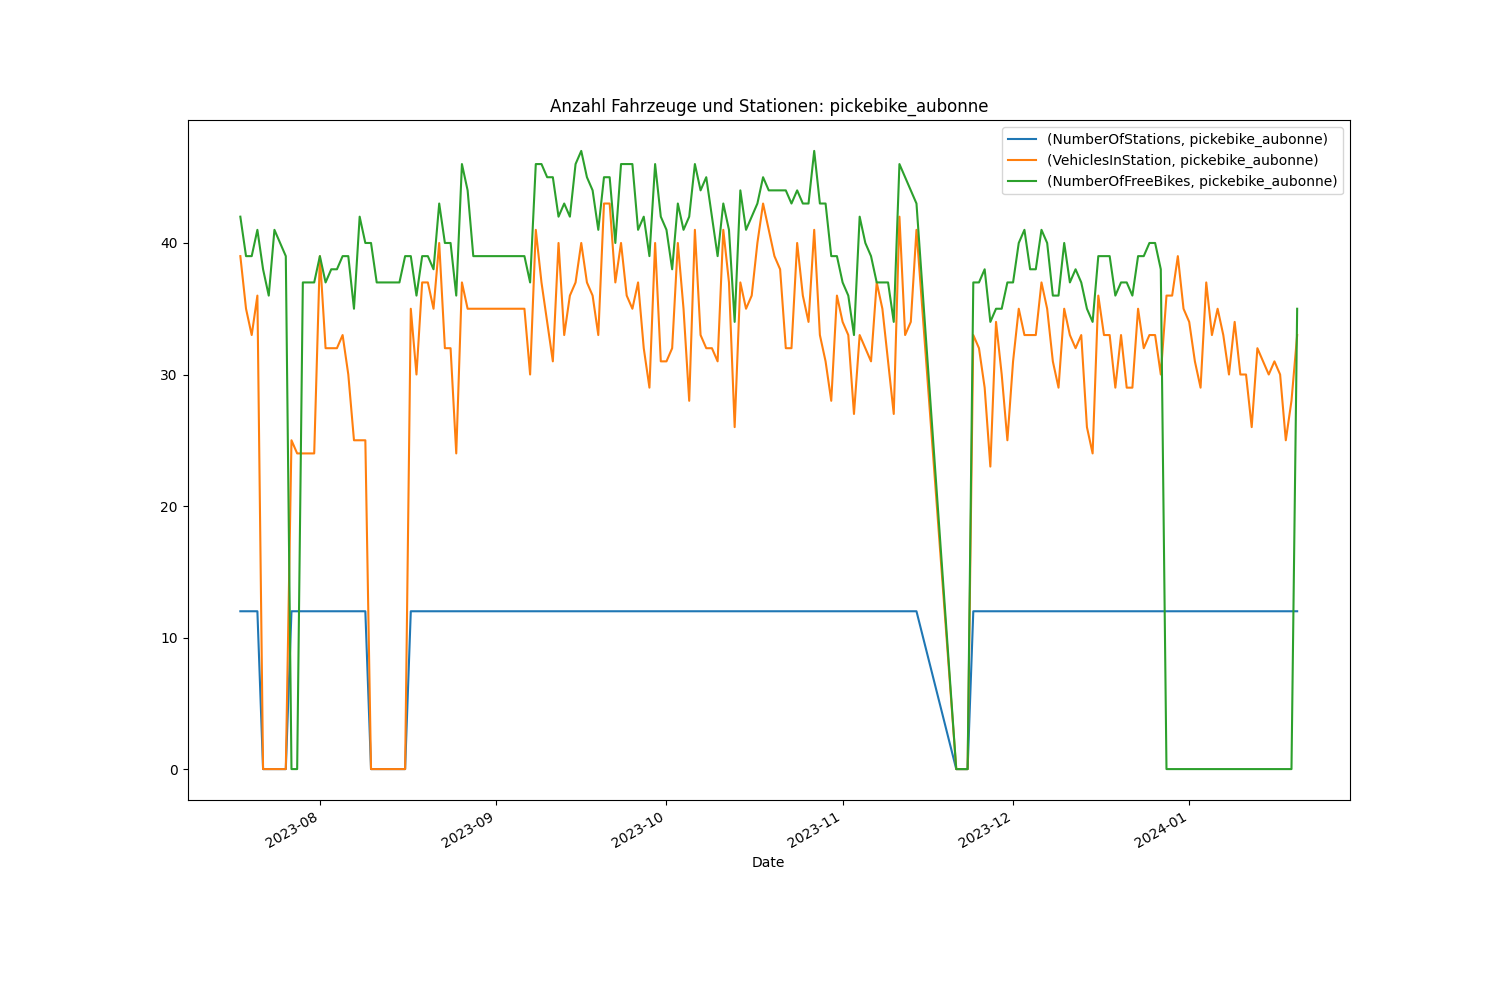 Anzahl Fahrzeuge und Stationen: pickebike_aubonne
(NumberOfStations, pickebike_aubonne)
(VehiclesInStation, pickebike_aubonne)
(NumberOfFreeBikes, pickebike_aubonne)
40
30
20
10
0
2023-08
2023-09
2023-10
2023-11
2023-12
2024-01
Date